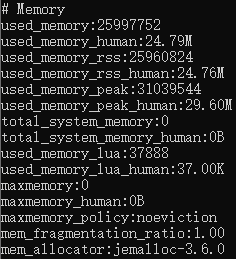 # Memory
used_memory:25997752
used_memory_human:24.79M
used_memory_rss:25960824
used_memory_rss_human:24.76M
used_memory_peak:31039544
used_memory_peak_human:29.60M
total_system_memory:0
total_system_memory_human:0B
used_memory_lua:37888
used_memory_lua_human:37.00K
maxmemory:0
maxmemory_human:0B
maxmemory_policy:noeviction
mem_fragmentation_ratio:1.00
mem_allocator:jemalloc-3.6.0